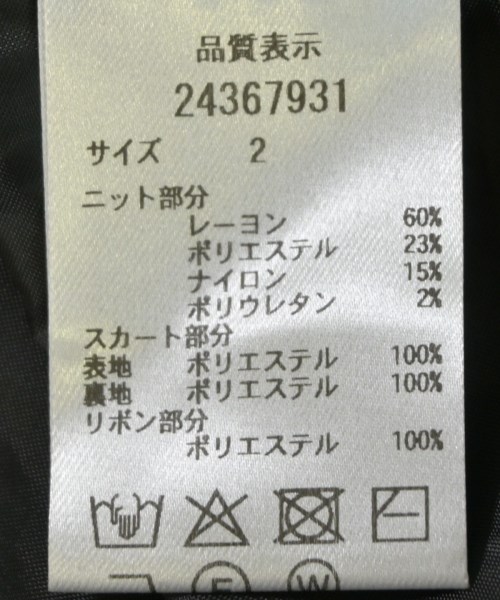 品質表示
24367931
サイズ 2
ニット部分
レーヨン 60%
ポリエステル 23%
ナイロン 15%
ポリウレタン 2%
スカート部分
表地 ポリエステル 100%
裏地 ポリエステル 100%
リボン部分
ポリエステル 100%
F W